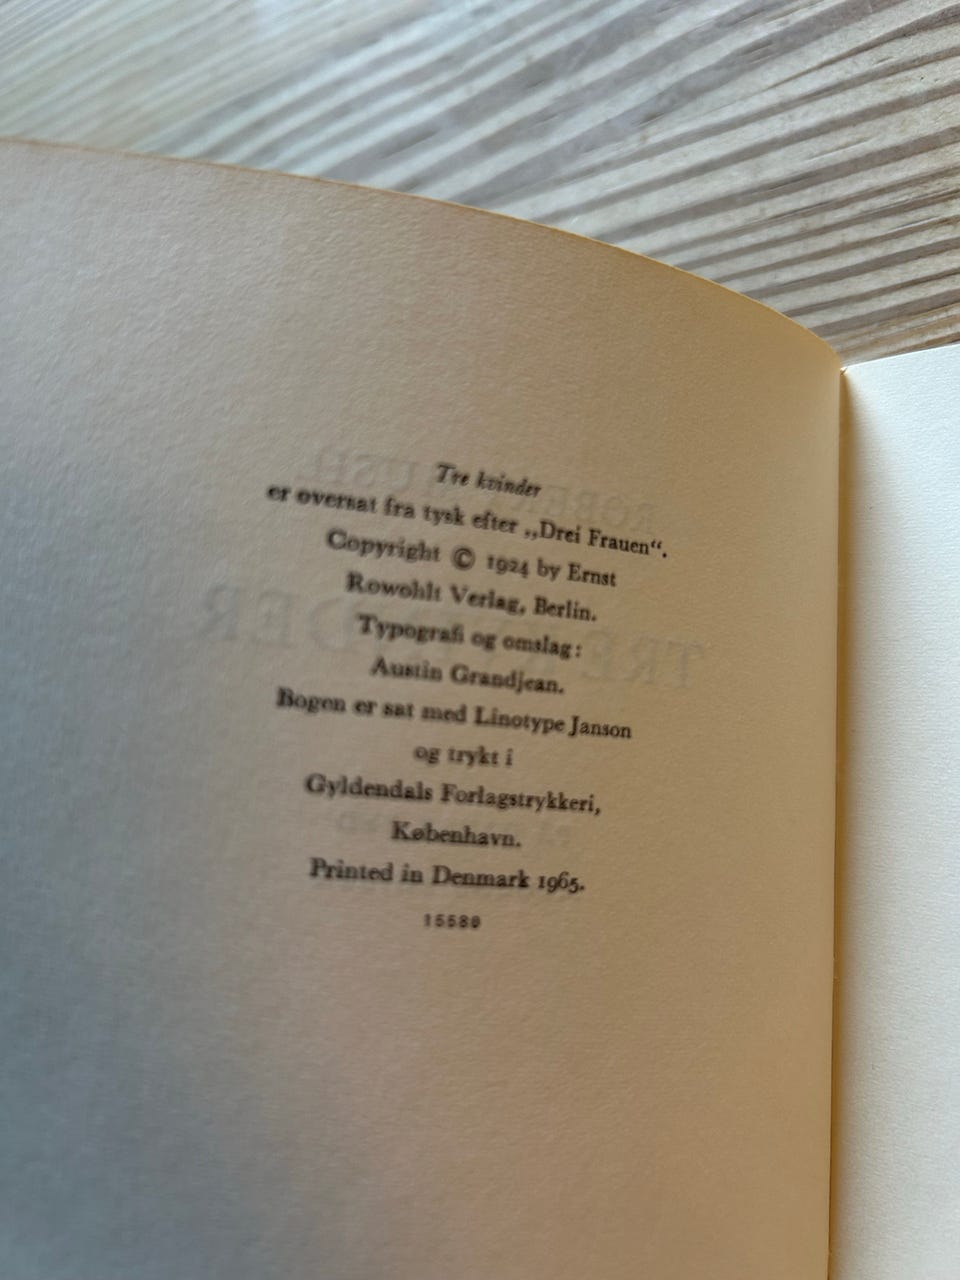 Tre kvinder
er oversat fra tysk efter „Drei Frauen“.
Copyright © 1924 by Ernst
Rowohlt Verlag, Berlin.
Typografi og omslag:
Austin Grandjean.
Bogen er sat med Linotype Janson
og trykt i
Gyldendals Forlagstrykkeri,
København.
Printed in Denmark 1965.
15580